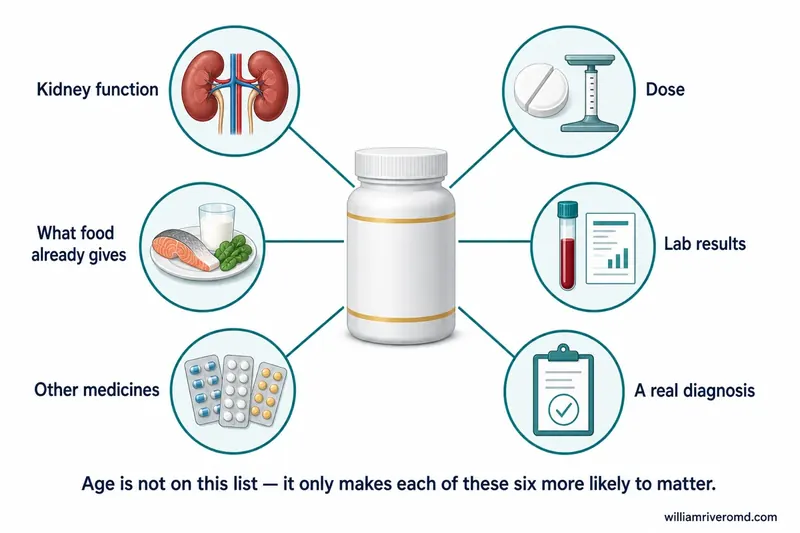 Kidney function
Dose
What food
already gives
Lab results
Other medicines
A real diagnosis
Age is not on this list — it only makes each of these six more likely to matter.
williamriveromd.com